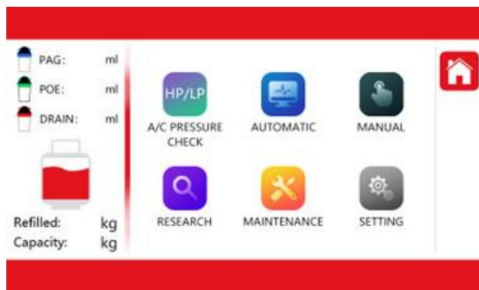 PAG: ml
POE: ml
DRAIN: ml
Refilled: kg
Capacity: kg
HP/LP
A/C PRESSURE
CHECK
AUTOMATIC
MANUAL
RESEARCH
MAINTENANCE
SETTING